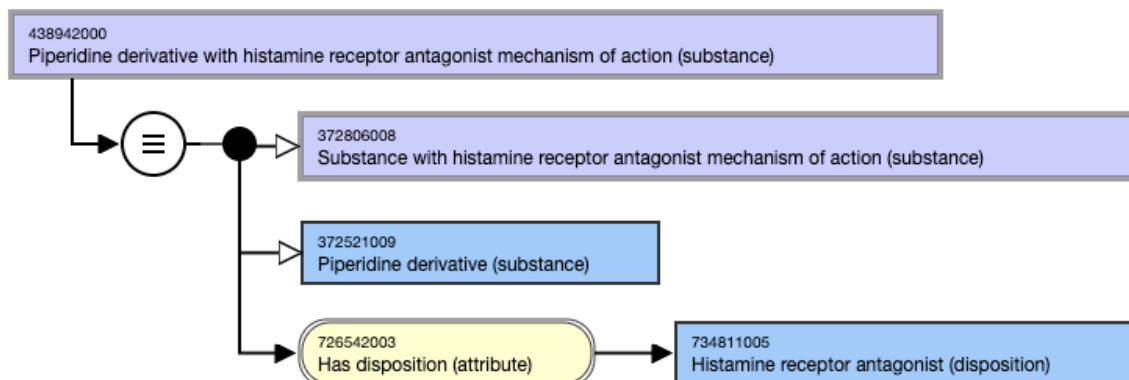 438942000
Piperidine derivative with histamine receptor antagonist mechanism of action (substance)
372806008
Substance with histamine receptor antagonist mechanism of action (substance)
372521009
Piperidine derivative (substance)
726542003
Has disposition (attribute)
734811005
Histamine receptor antagonist (disposition)